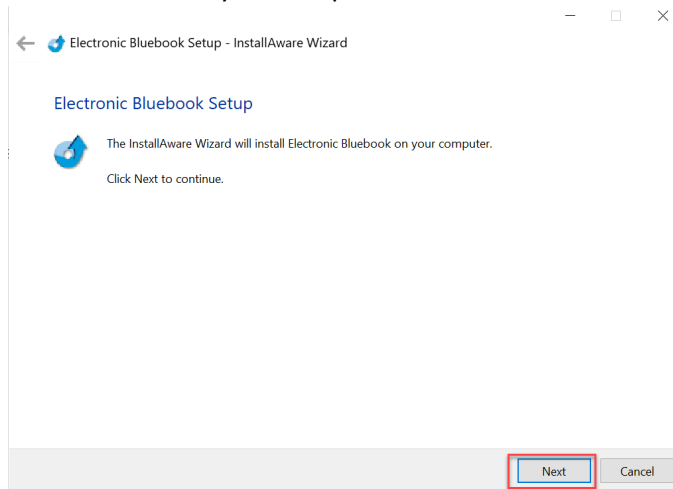 Electronic Bluebook Setup - InstallAware Wizard
Electronic Bluebook Setup
The InstallAware Wizard will install Electronic Bluebook on your computer.
Click Next to continue.
Next
Cancel